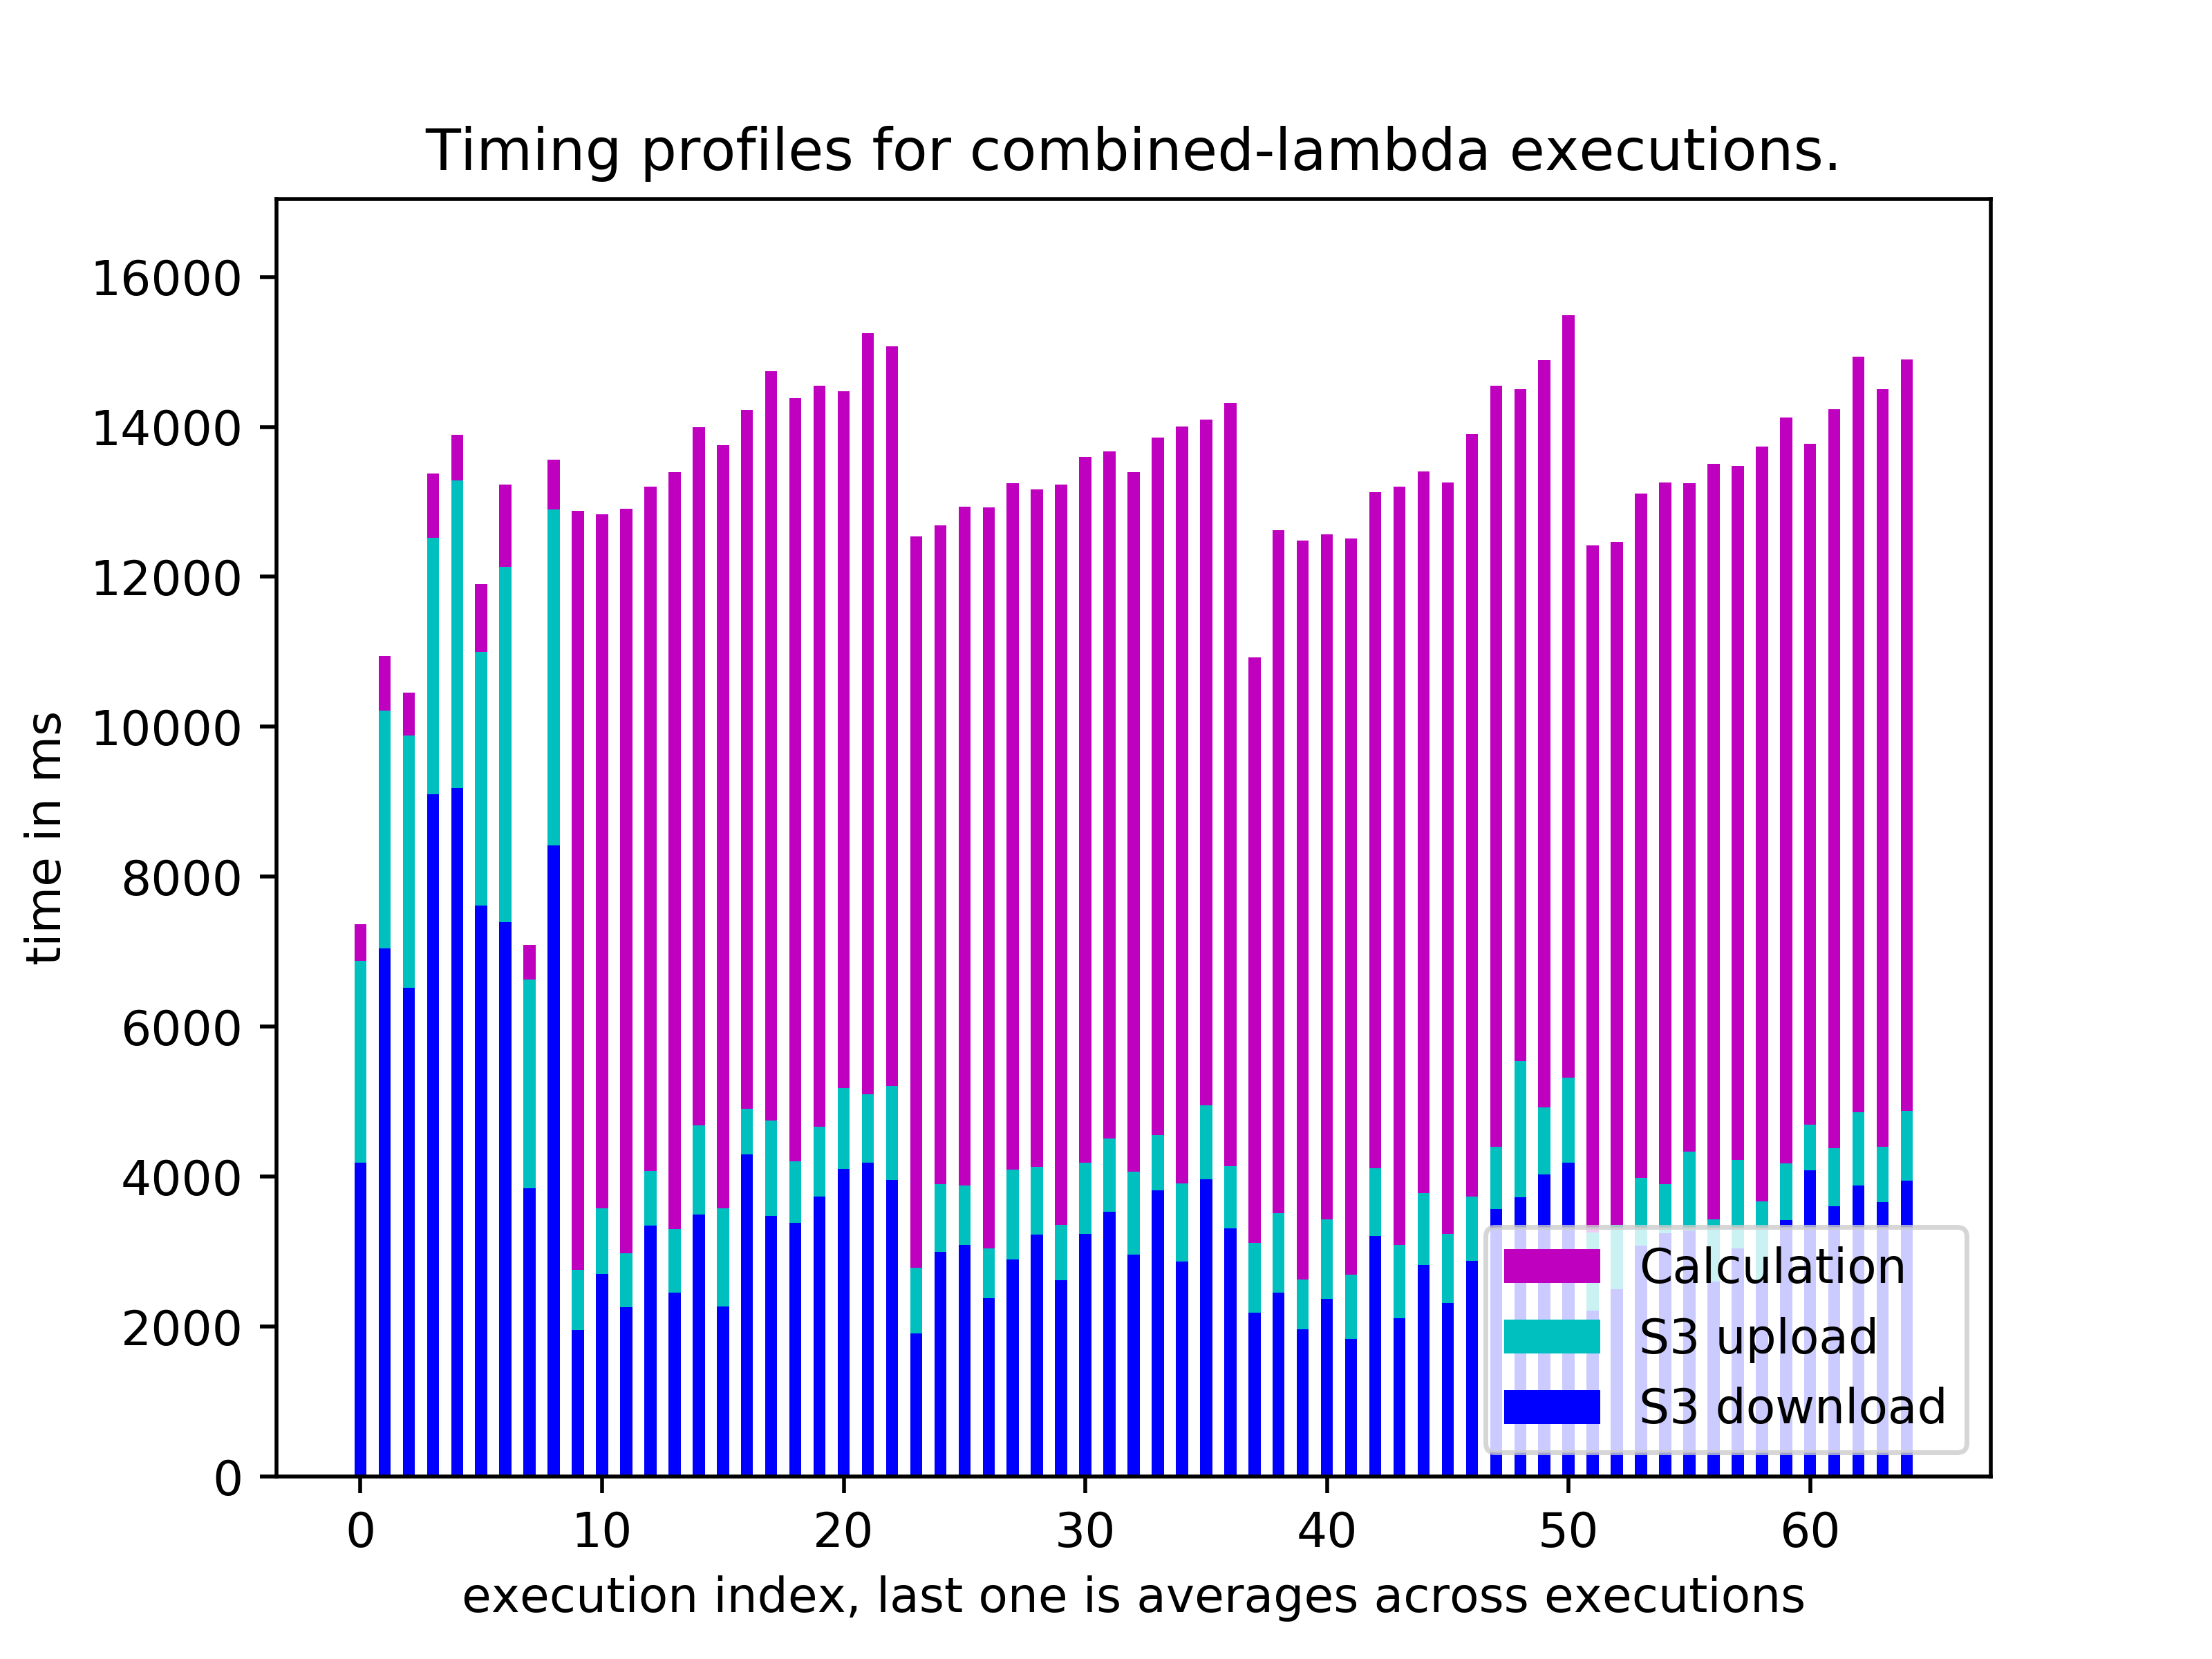 Timing profiles for combined-lambda executions.
16000
14000
12000
10000
8000
6000
4000
2000
0
time in ms
Calculation
S3 upload
S3 download
0 10 20 30 40 50 60
execution index, last one is averages across executions